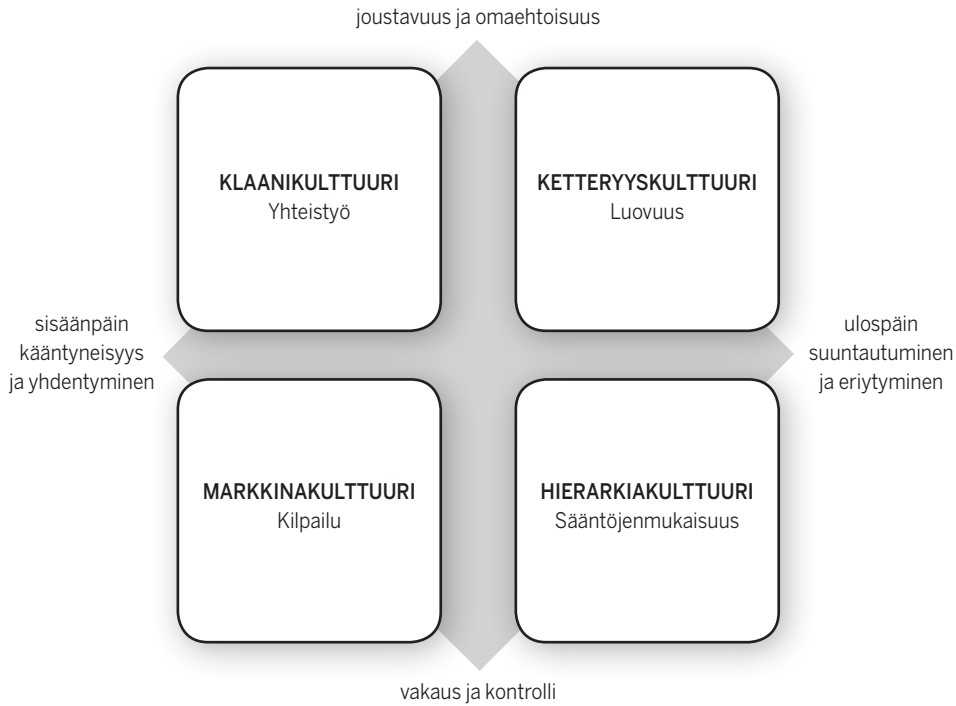 joustavuus ja omaehtoisuus
KLAANIKULTTUURI
Yhteistyö
KETTERYYSKULTTUURI
Luovuus
sisäänpäin
kääntyneisyys
ja yhdentyminen
ulospäin
suuntautuminen
ja eriytyminen
MARKKINAKULTTUURI
Kilpailu
HIERARKIAKULTTUURI
Sääntöjenmukaisuus
vakaus ja kontrolli